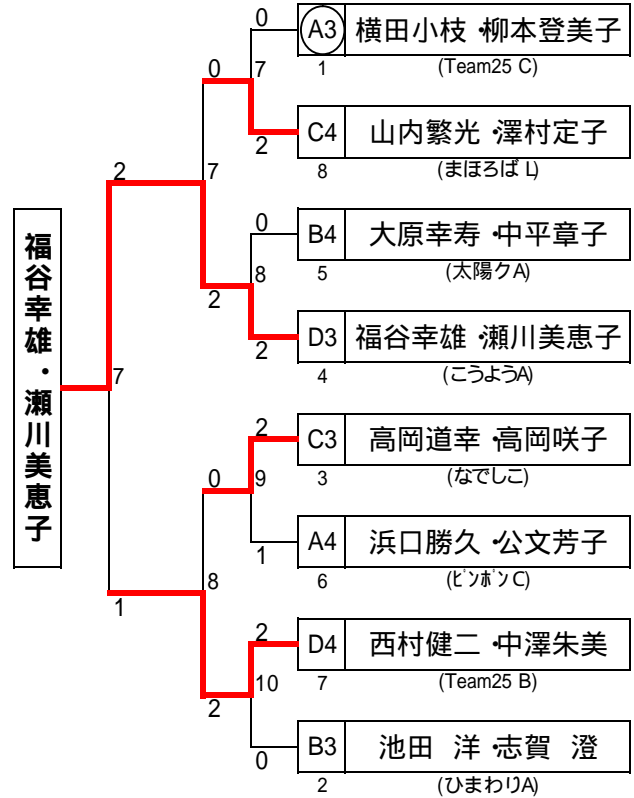 0
A3 横田小枝・柳本登美子
7
1 (Team25 C)
0
C4 山内繁光・澤村定子
2
8 (まほろばL)
2
7
0
B4 大原幸寿・中平章子
8
5 (太陽クA)
2
D3 福谷幸雄・瀬川美恵子
2
4 (こうようA)
福谷幸雄・瀬川美恵子
7
2
C3 高岡道幸・高岡咲子
0
9
3 (なでしこ)
A4 浜口勝久・公文芳子
1
6 (ピンポンC)
8
1
2
D4 西村健二・中澤朱美
10
7 (Team25 B)
2
B3 池田 洋・志賀 澄
0
2 (ひまわりA)